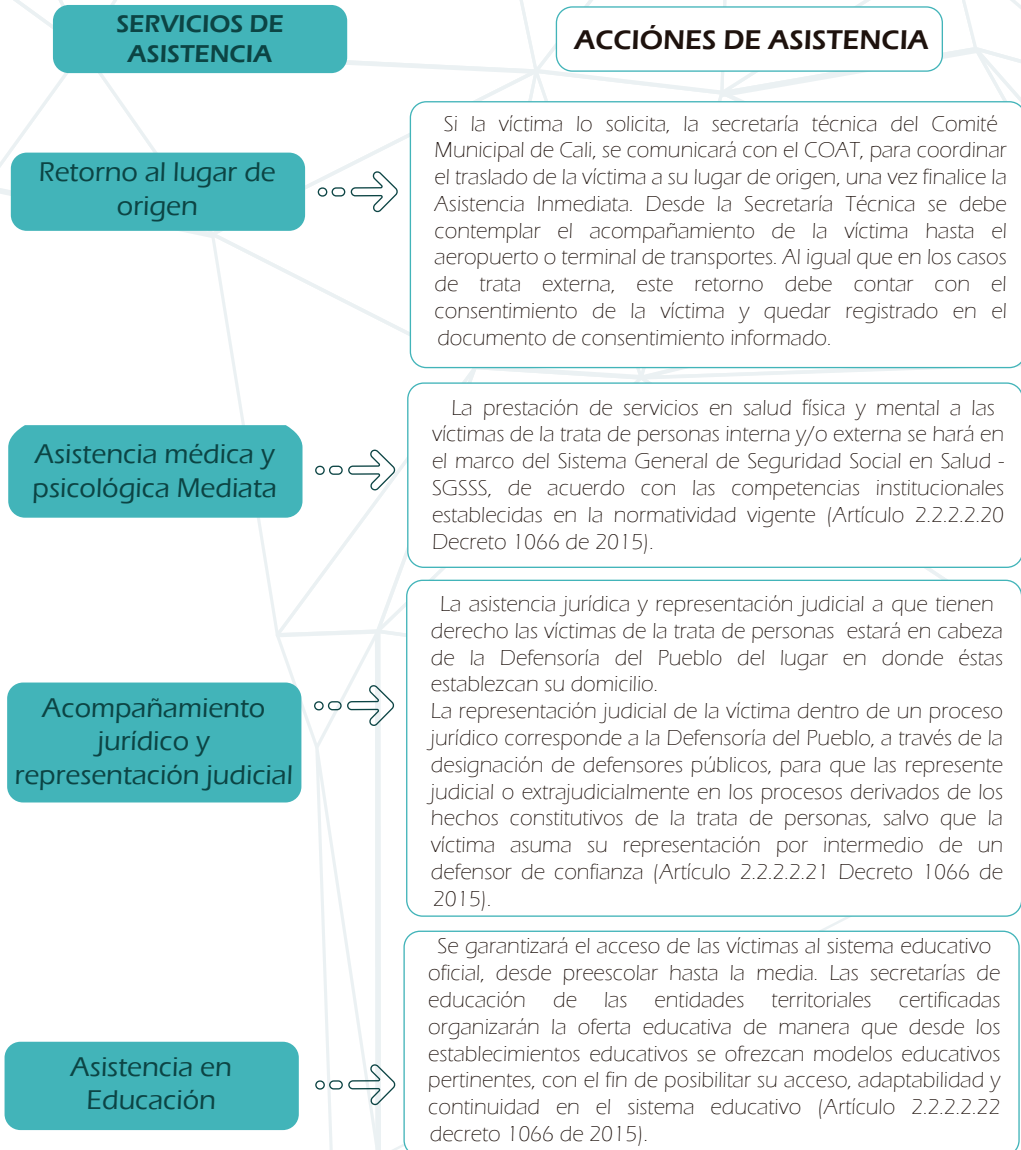 SERVICIOS DE
ASISTENCIA
ACCIÓNES DE ASISTENCIA
Retorno al lugar de
origen
Si la víctima lo solicita, la secretaría técnica del Comité
Municipal de Cali, se comunicará con el COAT, para coordinar
el traslado de la víctima a su lugar de origen, una vez finalice la
Asistencia Inmediata. Desde la Secretaría Técnica se debe
contemplar el acompañamiento de la víctima hasta el
aeropuerto o terminal de transportes. Al igual que en los casos
de trata externa, este retorno debe contar con el
consentimiento de la víctima y quedar registrado en el
documento de consentimiento informado.
Asistencia médica y
psicológica Mediata
La prestación de servicios en salud física y mental a las
víctimas de la trata de personas interna y/o externa se hará en
el marco del Sistema General de Seguridad Social en Salud -
SGSSS, de acuerdo con las competencias institucionales
establecidas en la normatividad vigente (Artículo 2.2.2.2.20
Decreto 1066 de 2015).
Acompañamiento
jurídico y
representación judicial
La asistencia jurídica y representación judicial a que tienen
derecho las víctimas de la trata de personas estará en cabeza
de la Defensoría del Pueblo del lugar en donde éstas
establezcan su domicilio.
La representación judicial de la víctima dentro de un proceso
jurídico corresponde a la Defensoría del Pueblo, a través de la
designación de defensores públicos, para que las represente
judicial o extrajudicialmente en los procesos derivados de los
hechos constitutivos de la trata de personas, salvo que la
víctima asuma su representación por intermedio de un
defensor de confianza (Artículo 2.2.2.2.21 Decreto 1066 de
2015).
Asistencia en
Educación
Se garantizará el acceso de las víctimas al sistema educativo
oficial, desde preescolar hasta la media. Las secretarías de
educación de las entidades territoriales certificadas
organizarán la oferta educativa de manera que desde los
establecimientos educativos se ofrezcan modelos educativos
pertinentes, con el fin de posibilitar su acceso, adaptabilidad y
continuidad en el sistema educativo (Artículo 2.2.2.2.22
decreto 1066 de 2015).